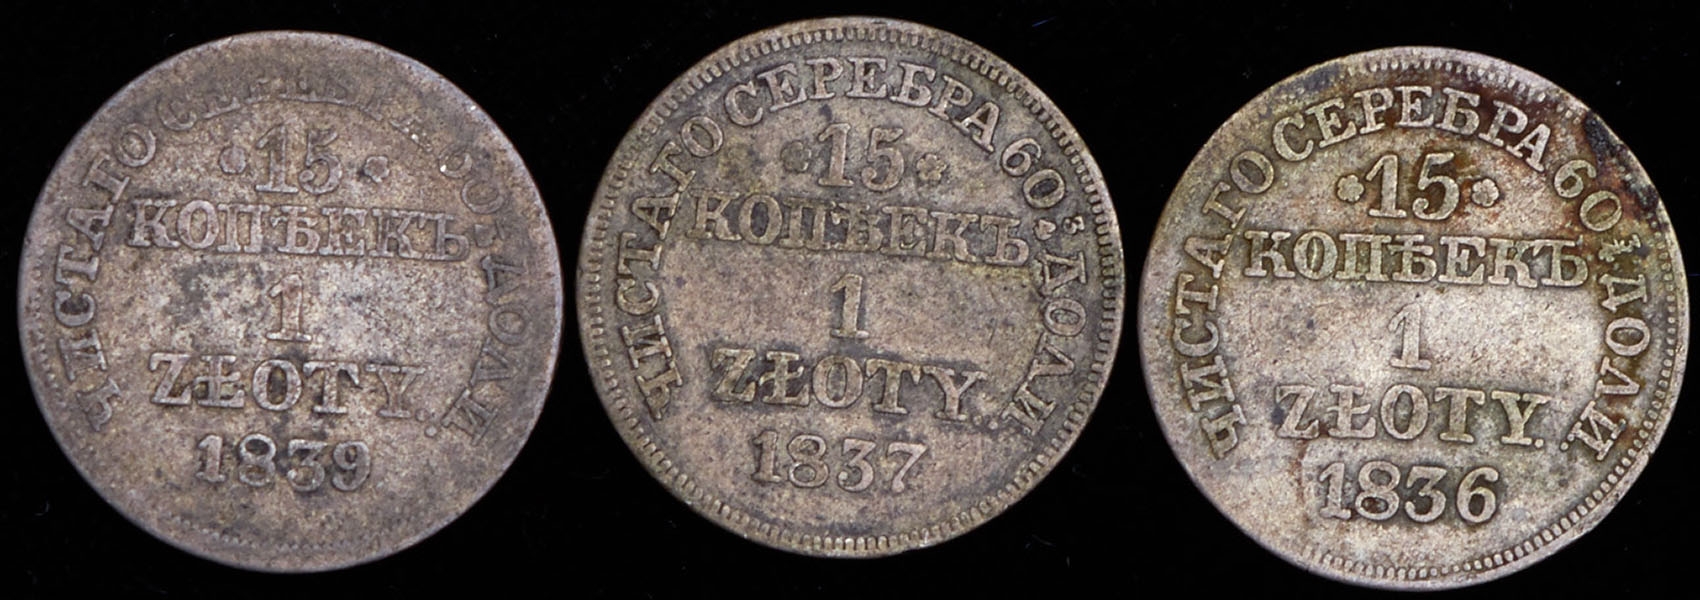 ЧИСТАГО СЕРЕБРА 60 ДОЛИ
15
КОПѢЕКЪ
1
ZŁOTY.
1839
ЧИСТАГО СЕРЕБРА 60 ДОЛИ
15
КОПѢЕКЪ
1
ZŁOTY.
1837
ЧИСТАГО СЕРЕБРА 60 ДОЛИ
15
КОПѢЕКЪ
1
ZŁOTY.
1836